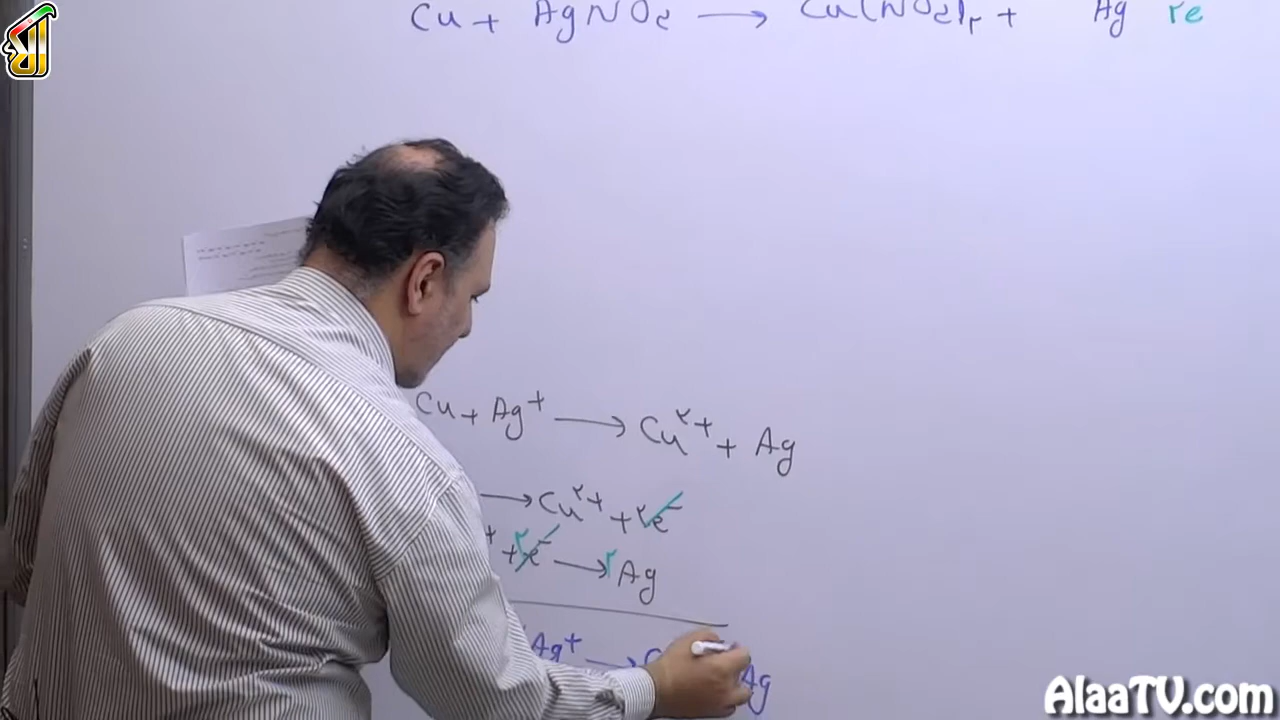 Cu + AgNO₃ → Cu(NO₃)₂ + Ag ۲e
Cu + Ag⁺ → Cu²⁺ + Ag
→ Cu²⁺ + ۲e⁻
⁺ + ۲e⁻ → ۲Ag
Ag⁺ → C Ag
AlaaTV.com